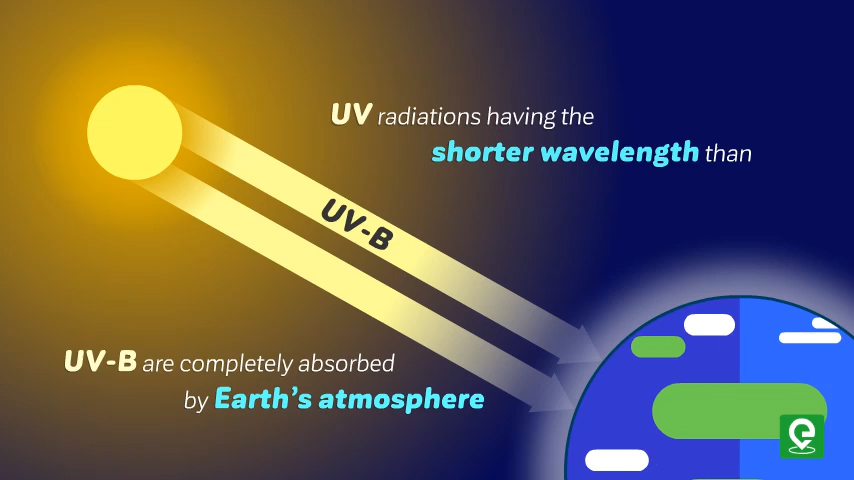 UV radiations having the
shorter wavelength than
UV-B
UV-B are completely absorbed
by Earth's atmosphere